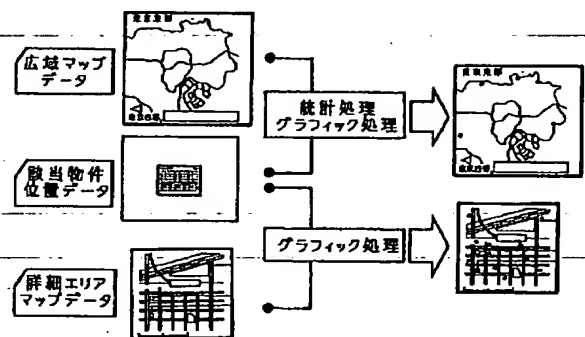 広域マップ
データ
統計処理
グラフィック処理
該当物件
位置データ
グラフィック処理
詳細エリア
マップデータ